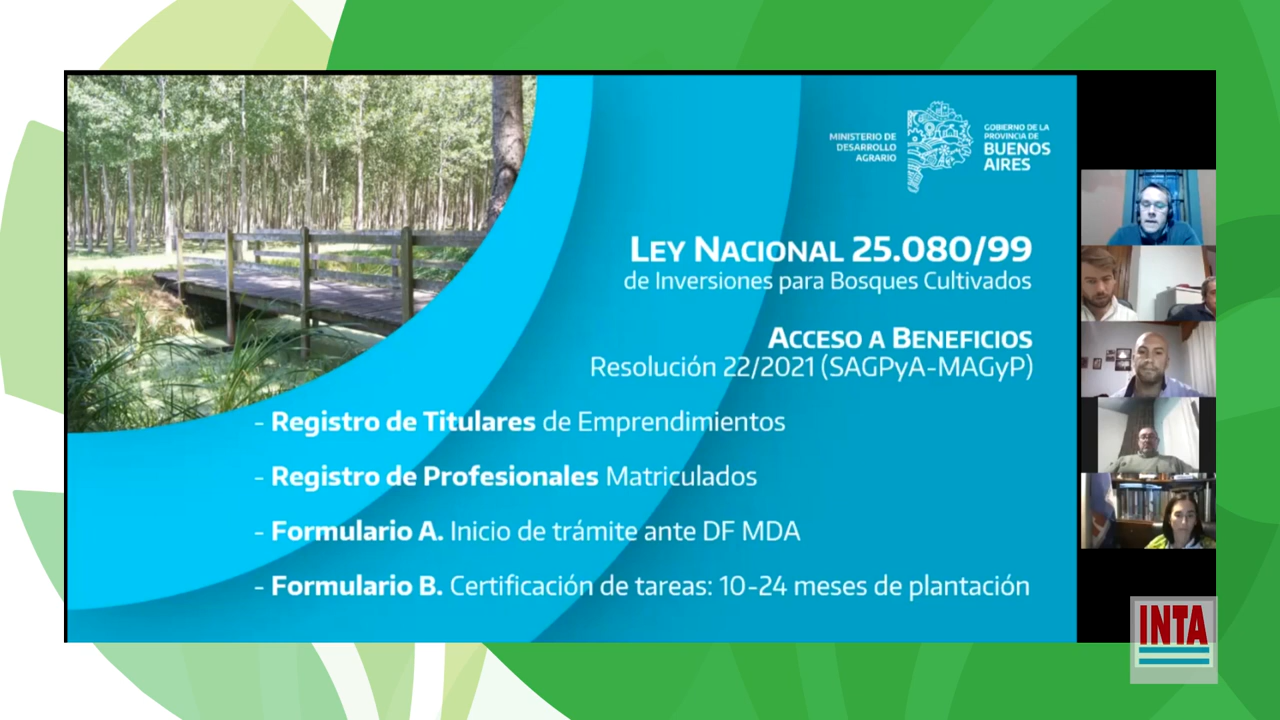 MINISTERIO DE
DESARROLLO
AGRARIO
GOBIERNO DE LA
PROVINCIA DE
BUENOS
AIRES
LEY NACIONAL 25.080/99
de Inversiones para Bosques Cultivados
ACCESO A BENEFICIOS
Resolución 22/2021 (SAGPyA-MAGyP)
- Registro de Titulares de Emprendimientos
- Registro de Profesionales Matriculados
- Formulario A. Inicio de trámite ante DF MDA
- Formulario B. Certificación de tareas: 10-24 meses de plantación
INTA